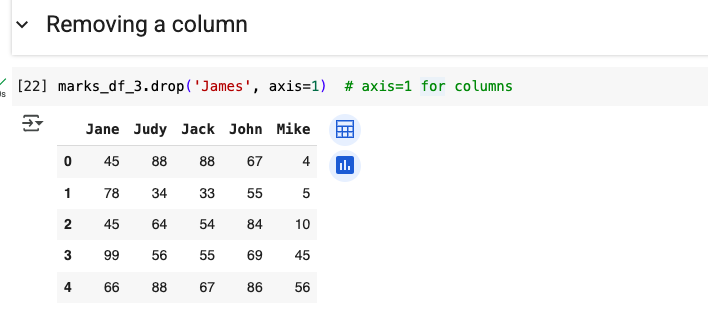 Removing a column
[22] marks_df_3.drop('James', axis=1)  # axis=1 for columns
Jane Judy Jack John Mike
0 45 88 88 67 4
1 78 34 33 55 5
2 45 64 54 84 10
3 99 56 55 69 45
4 66 88 67 86 56